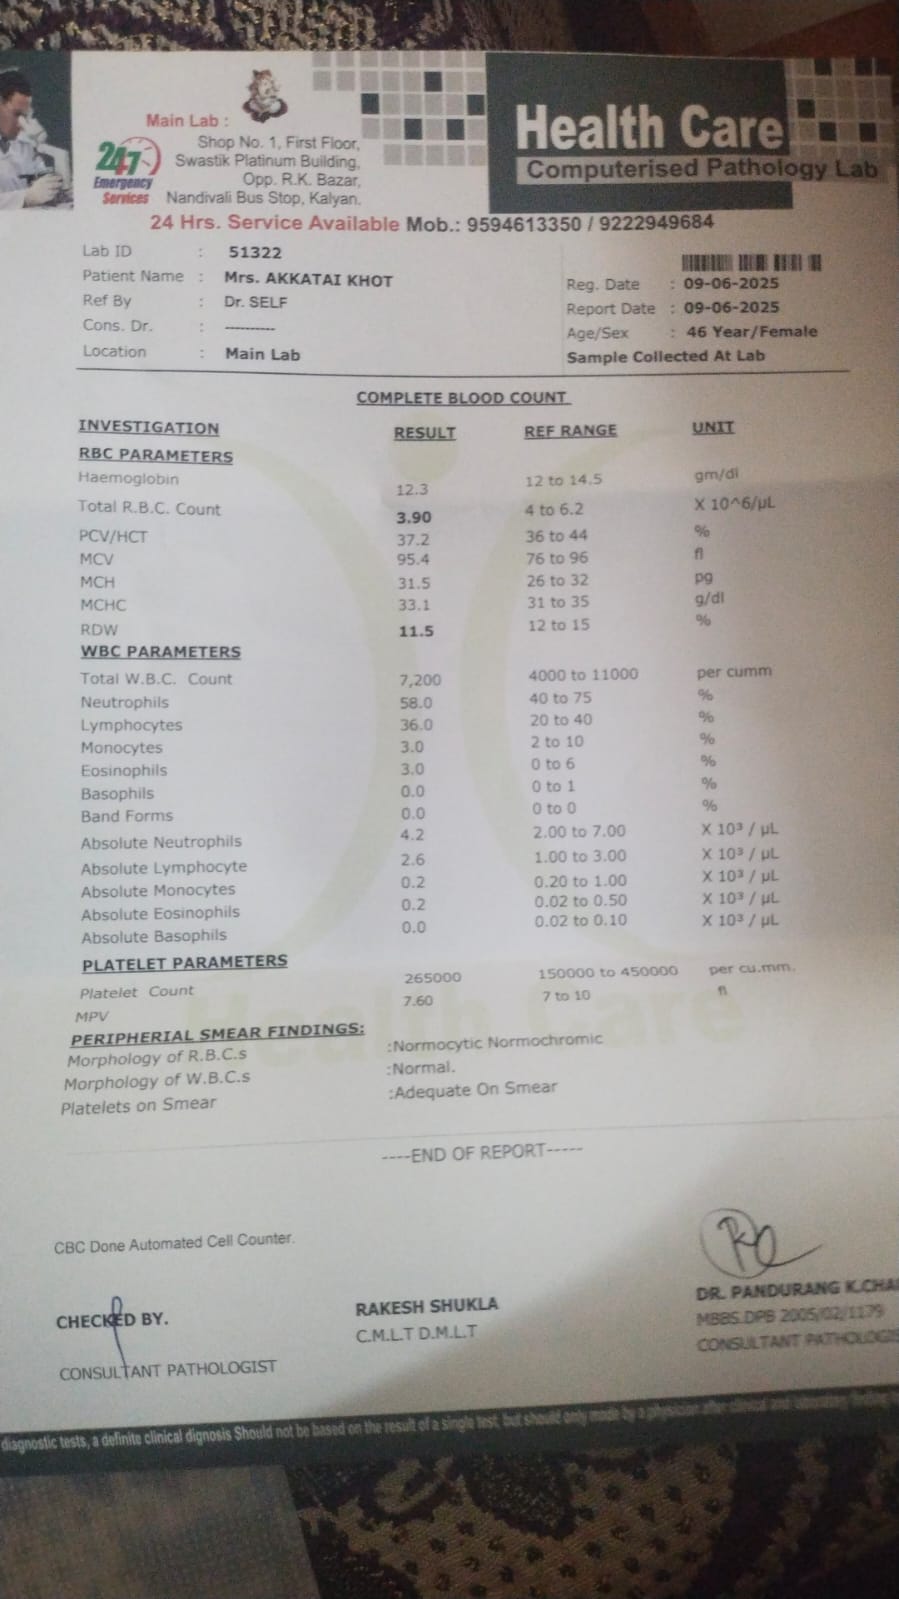 Main Lab :
Shop No. 1, First Floor,
Swastik Platinum Building,
Opp. R.K. Bazar,
Nandivali Bus Stop, Kalyan.
247
Emergency
Services
Health Care
Computerised Pathology Lab
24 Hrs. Service Available Mob.: 9594613350 / 9222949684
Lab ID : 51322
Patient Name : Mrs. AKKATAI KHOT
Ref By : Dr. SELF
Cons. Dr. : ----------
Location : Main Lab
Reg. Date : 09-06-2025
Report Date : 09-06-2025
Age/Sex : 46 Year/Female
Sample Collected At Lab
COMPLETE BLOOD COUNT
INVESTIGATION RESULT REF RANGE UNIT
RBC PARAMETERS
Haemoglobin 12.3 12 to 14.5 gm/dl
Total R.B.C. Count 3.90 4 to 6.2 X 10^6/µL
PCV/HCT 37.2 36 to 44 %
MCV 95.4 76 to 96 fl
MCH 31.5 26 to 32 pg
MCHC 33.1 31 to 35 g/dl
RDW 11.5 12 to 15 %
WBC PARAMETERS
Total W.B.C. Count 7,200 4000 to 11000 per cumm
Neutrophils 58.0 40 to 75 %
Lymphocytes 36.0 20 to 40 %
Monocytes 3.0 2 to 10 %
Eosinophils 3.0 0 to 6 %
Basophils 0.0 0 to 1 %
Band Forms 0.0 0 to 0 %
Absolute Neutrophils 4.2 2.00 to 7.00 X 10³ / µL
Absolute Lymphocyte 2.6 1.00 to 3.00 X 10³ / µL
Absolute Monocytes 0.2 0.20 to 1.00 X 10³ / µL
Absolute Eosinophils 0.2 0.02 to 0.50 X 10³ / µL
Absolute Basophils 0.0 0.02 to 0.10 X 10³ / µL
PLATELET PARAMETERS
Platelet Count 265000 150000 to 450000 per cu.mm.
MPV 7.60 7 to 10 fl
Health Care
PERIPHERIAL SMEAR FINDINGS:
Morphology of R.B.C.s :Normocytic Normochromic
Morphology of W.B.C.s :Normal.
Platelets on Smear :Adequate On Smear
----END OF REPORT-----
CBC Done Automated Cell Counter.
CHECKED BY.
CONSULTANT PATHOLOGIST
RAKESH SHUKLA
C.M.L.T D.M.L.T
DR. PANDURANG K.CHA
MBBS.DPB 2005/02/1179
CONSULTANT PATHOLOGIS
diagnostic tests, a definite clinical dignosis Should not be based on the result of a single test, but should only made by a physician after clinical and